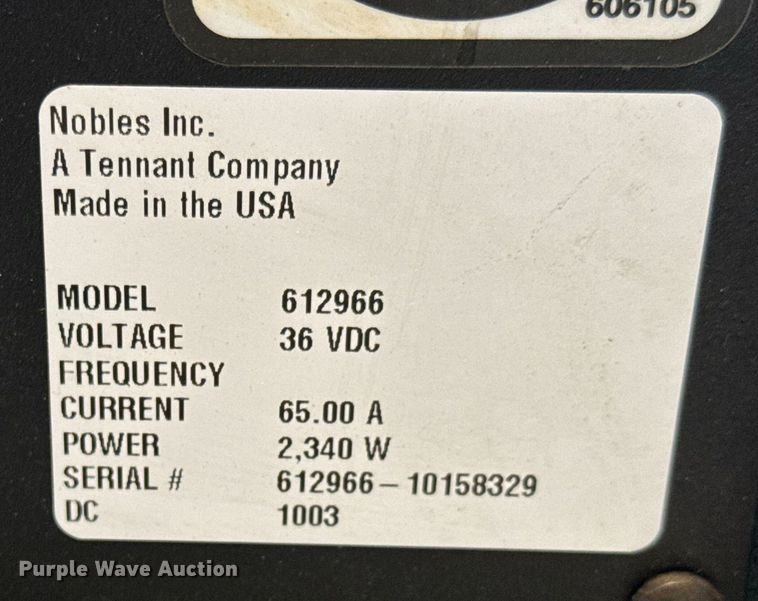 606105
Nobles Inc.
A Tennant Company
Made in the USA
MODEL 612966
VOLTAGE 36 VDC
FREQUENCY
CURRENT 65.00 A
POWER 2,340 W
SERIAL # 612966-10158329
DC 1003
Purple Wave Auction